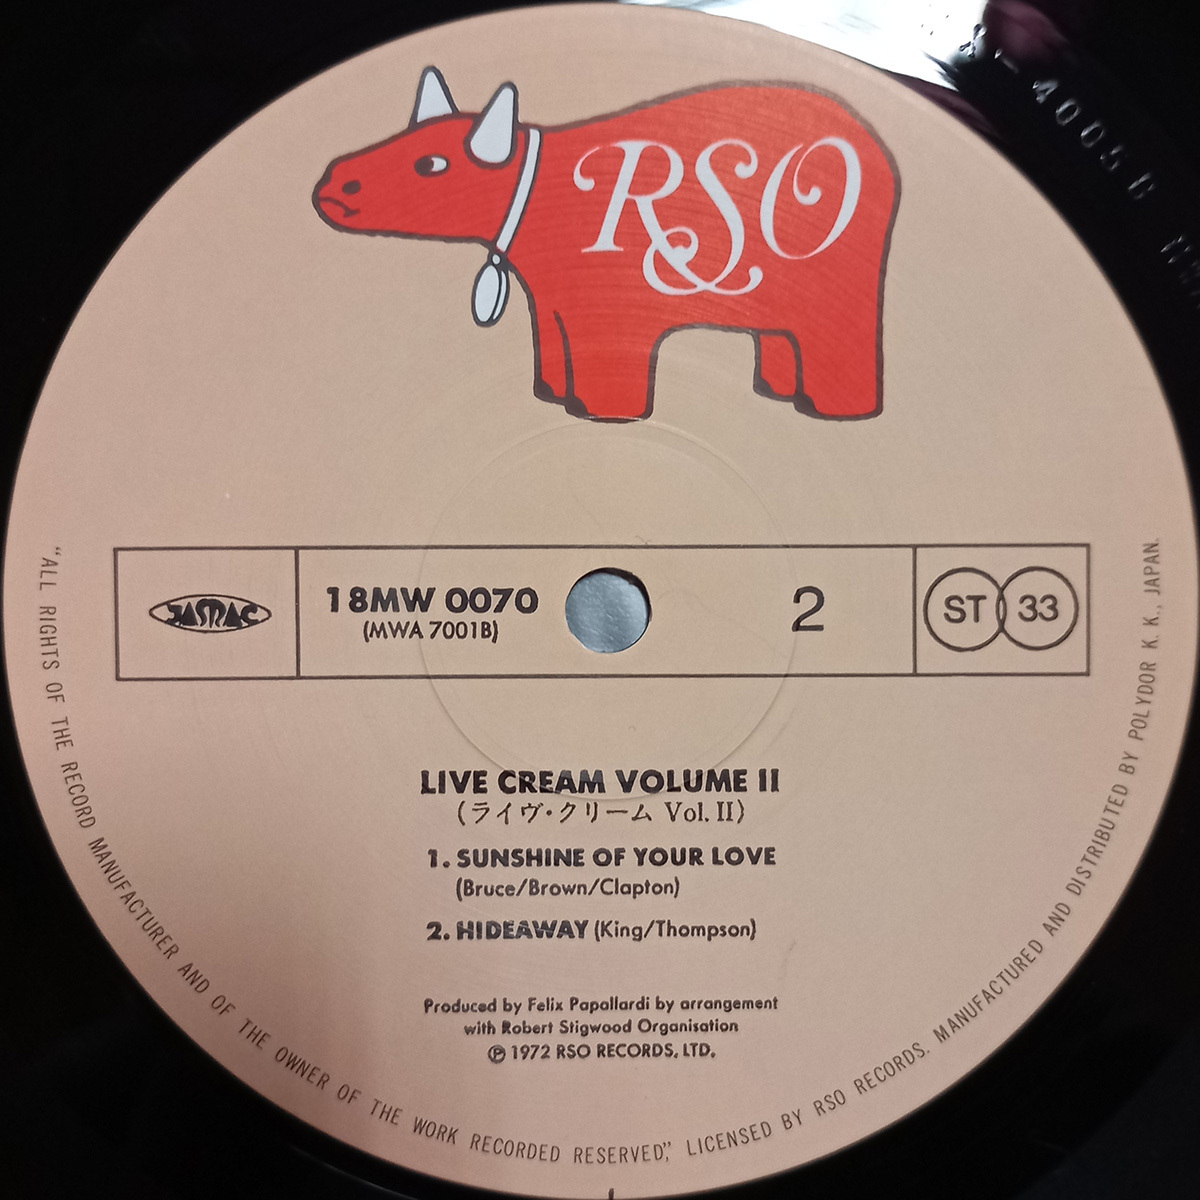 RSO
4005 B
JASRAC
18MW 0070
(MWA 7001B)
2
ST 33
LIVE CREAM VOLUME II
(ライヴ・クリーム Vol. II)
1. SUNSHINE OF YOUR LOVE
(Bruce/Brown/Clapton)
2. HIDEAWAY (King/Thompson)
Produced by Felix Papallardi by arrangement
with Robert Stigwood Organisation
Ⓟ 1972 RSO RECORDS, LTD.
"ALL RIGHTS OF THE RECORD MANUFACTURER AND OF THE OWNER OF THE WORK RECORDED RESERVED," LICENSED BY RSO RECORDS. MANUFACTURED AND DISTRIBUTED BY POLYDOR K. K., JAPAN.